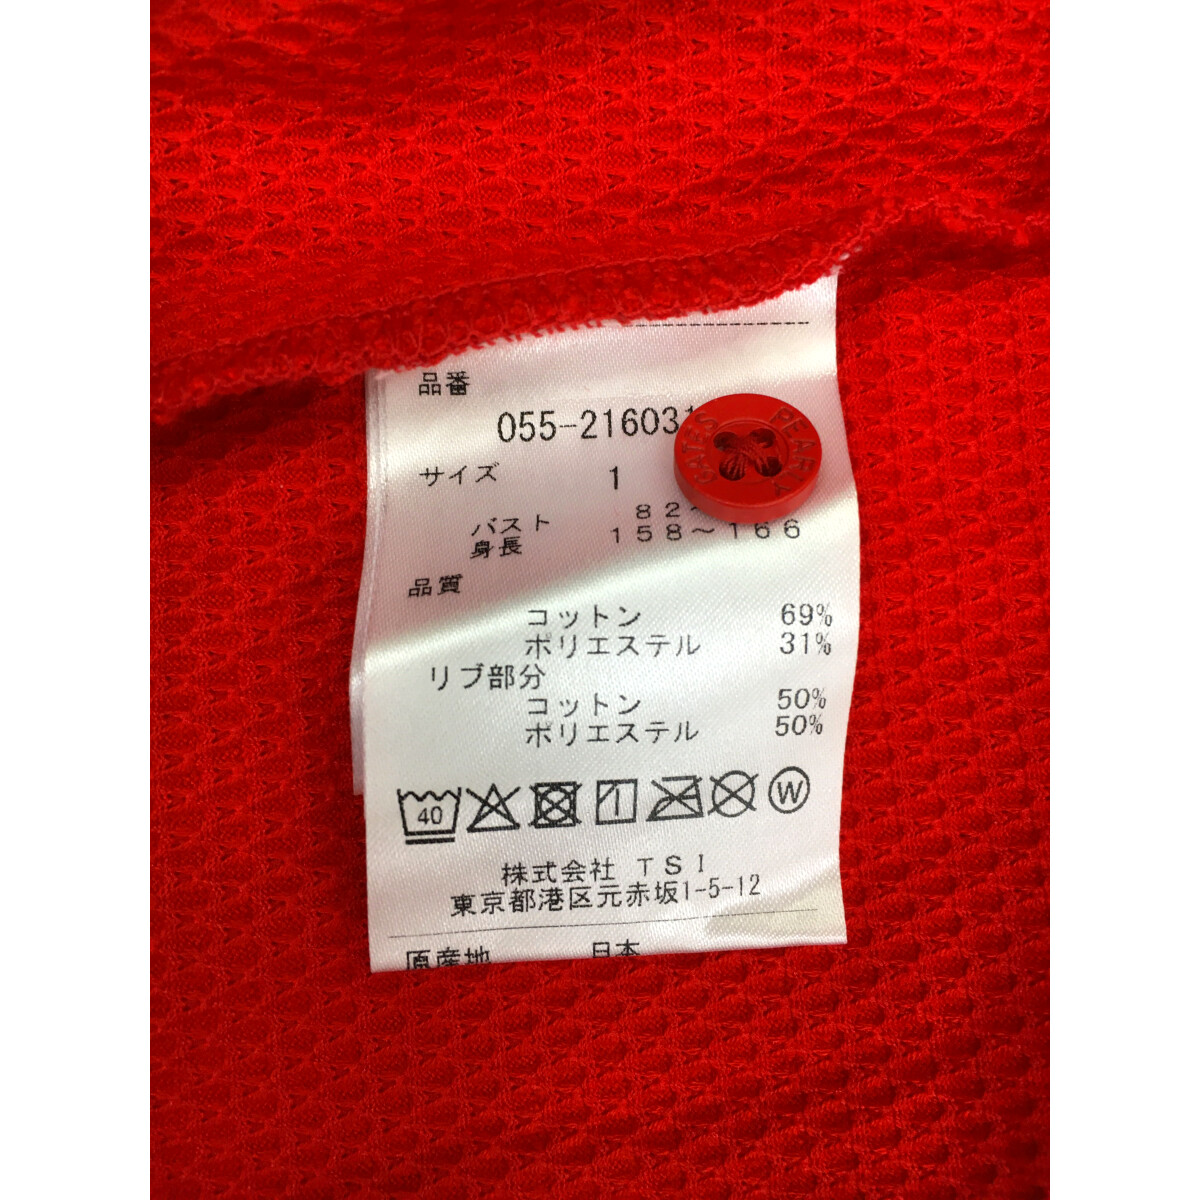 品番
055-216031
サイズ 1
バスト 82~
身長 158~166
品質
コットン 69%
ポリエステル 31%
リブ部分
コットン 50%
ポリエステル 50%
40
W
株式会社 TSI
東京都港区元赤坂1-5-12
原産地 日本
PEARLY GATES